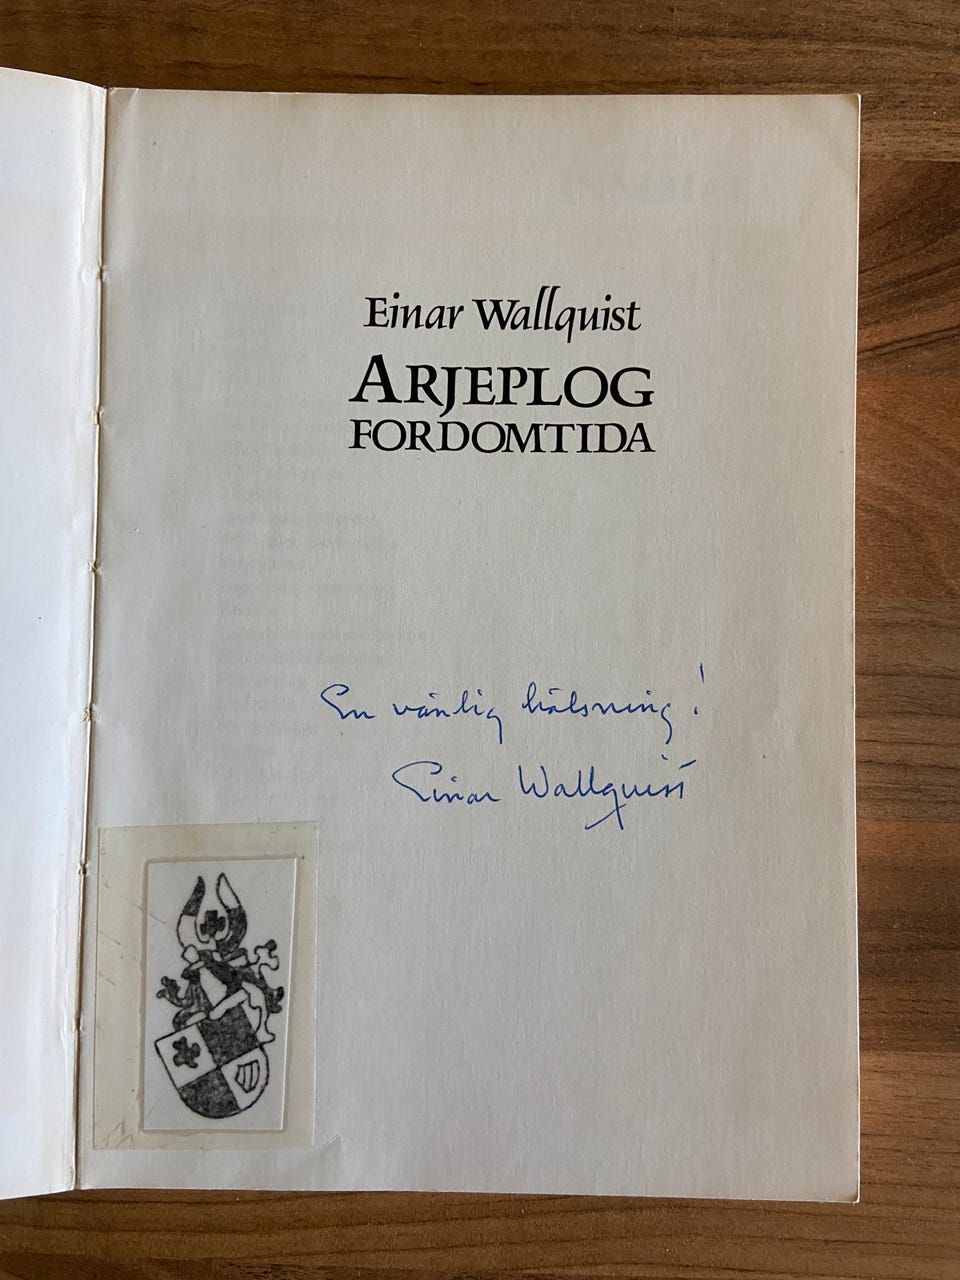 Einar Wallquist
ARJEPLOG
FORDOMTIDA
En vänlig hälsning!
Einar Wallquist